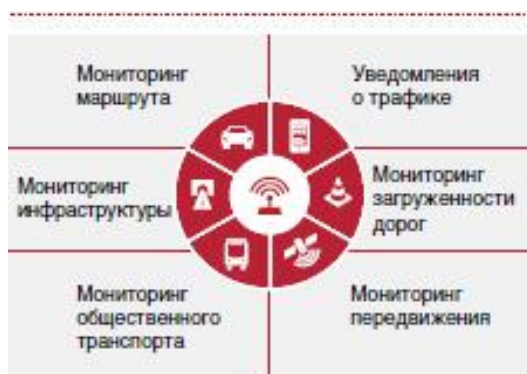 Мониторинг
маршрута
Уведомления
о трафике
Мониторинг
инфраструктуры
Мониторинг
загруженности
дорог
Мониторинг
общественного
транспорта
Мониторинг
передвижения